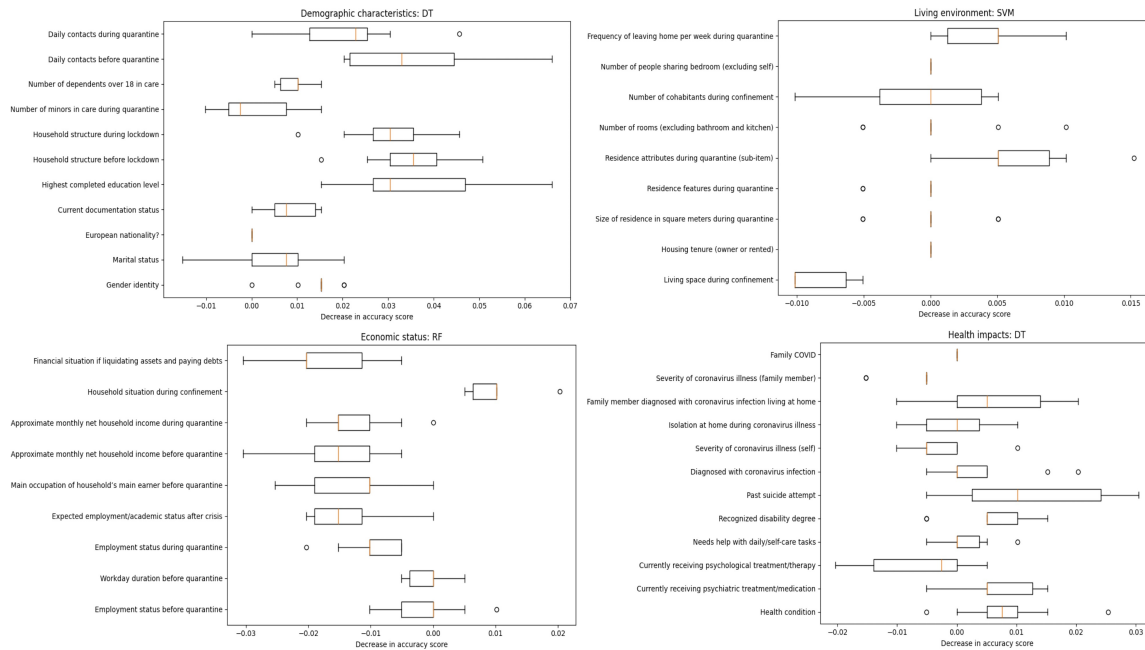 Demographic characteristics: DT
Daily contacts during quarantine
Daily contacts before quarantine
Number of dependents over 18 in care
Number of minors in care during quarantine
Household structure during lockdown
Household structure before lockdown
Highest completed education level
Current documentation status
European nationality?
Marital status
Gender identity
−0.01 0.00 0.01 0.02 0.03 0.04 0.05 0.06 0.07
Decrease in accuracy score
Living environment: SVM
Frequency of leaving home per week during quarantine
Number of people sharing bedroom (excluding self)
Number of cohabitants during confinement
Number of rooms (excluding bathroom and kitchen)
Residence attributes during quarantine (sub-item)
Residence features during quarantine
Size of residence in square meters during quarantine
Housing tenure (owner or rented)
Living space during confinement
−0.010 −0.005 0.000 0.005 0.010 0.015
Decrease in accuracy score
Economic status: RF
Financial situation if liquidating assets and paying debts
Household situation during confinement
Approximate monthly net household income during quarantine
Approximate monthly net household income before quarantine
Main occupation of household's main earner before quarantine
Expected employment/academic status after crisis
Employment status during quarantine
Workday duration before quarantine
Employment status before quarantine
−0.03 −0.02 −0.01 0.00 0.01 0.02
Decrease in accuracy score
Health impacts: DT
Family COVID
Severity of coronavirus illness (family member)
Family member diagnosed with coronavirus infection living at home
Isolation at home during coronavirus illness
Severity of coronavirus illness (self)
Diagnosed with coronavirus infection
Past suicide attempt
Recognized disability degree
Needs help with daily/self-care tasks
Currently receiving psychological treatment/therapy
Currently receiving psychiatric treatment/medication
Health condition
−0.02 −0.01 0.00 0.01 0.02 0.03
Decrease in accuracy score